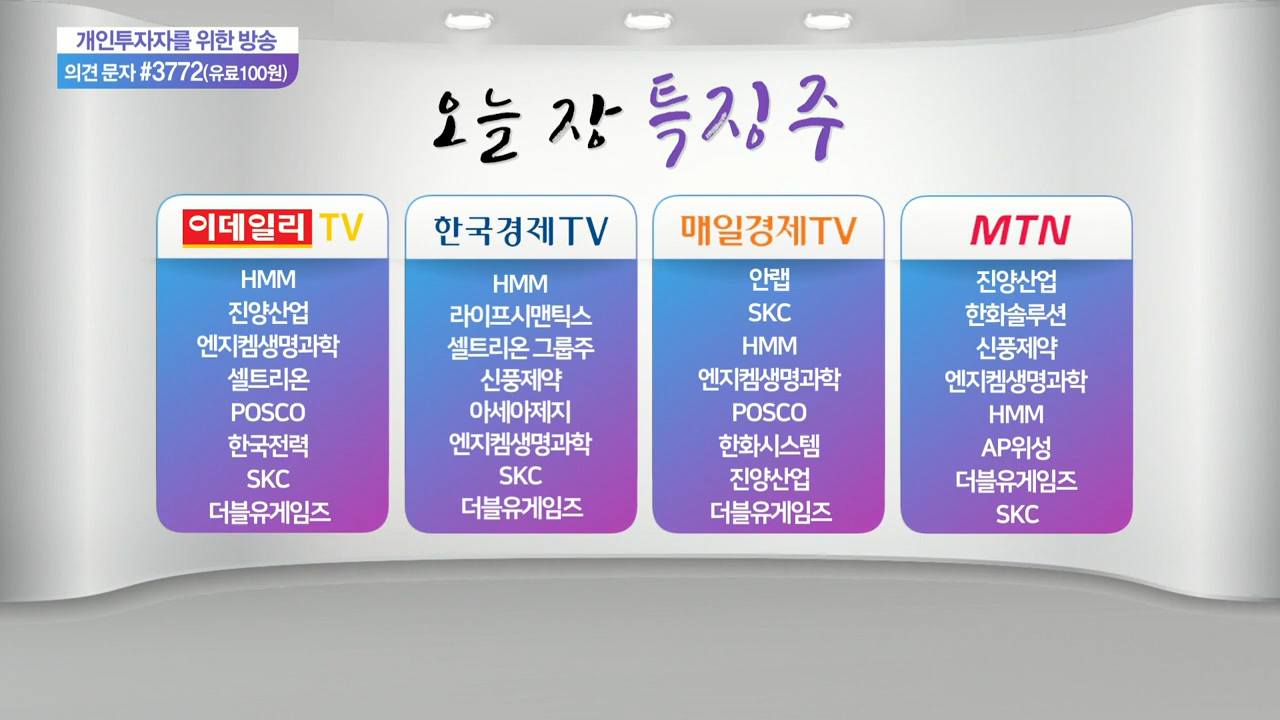 개인투자자를 위한 방송
의견 문자 #3772(유료100원)
오늘 장 특징주
이데일리 TV
HMM
진양산업
엔지켐생명과학
셀트리온
POSCO
한국전력
SKC
더블유게임즈
한국경제TV
HMM
라이프시맨틱스
셀트리온 그룹주
신풍제약
아세아제지
엔지켐생명과학
SKC
더블유게임즈
매일경제TV
안랩
SKC
HMM
엔지켐생명과학
POSCO
한화시스템
진양산업
더블유게임즈
MTN
진양산업
한화솔루션
신풍제약
엔지켐생명과학
HMM
AP위성
더블유게임즈
SKC